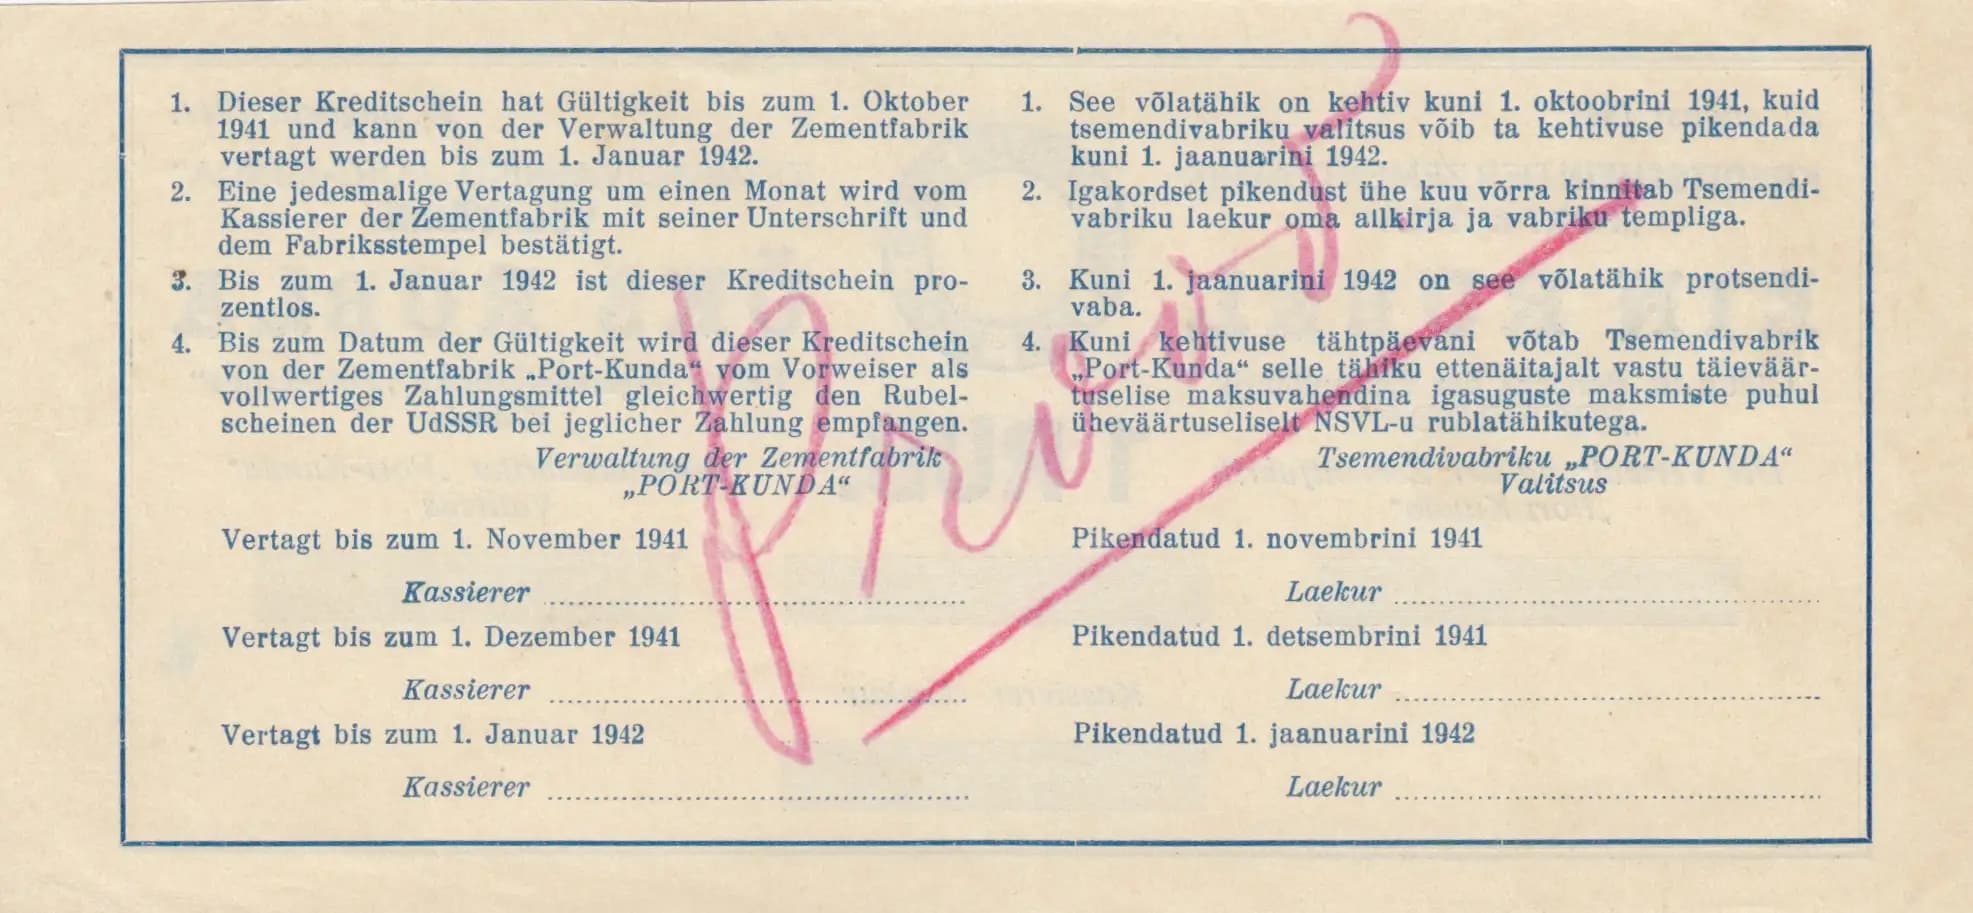 1. Dieser Kreditschein hat Gültigkeit bis zum 1. Oktober
1941 und kann von der Verwaltung der Zementfabrik
vertagt werden bis zum 1. Januar 1942.
2. Eine jedesmalige Vertagung um einen Monat wird vom
Kassierer der Zementfabrik mit seiner Unterschrift und
dem Fabriksstempel bestätigt.
3. Bis zum 1. Januar 1942 ist dieser Kreditschein pro-
zentlos.
4. Bis zum Datum der Gültigkeit wird dieser Kreditschein
von der Zementfabrik „Port-Kunda“ vom Vorweiser als
vollwertiges Zahlungsmittel gleichwertig den Rubel-
scheinen der UdSSR bei jeglicher Zahlung empfangen.
Verwaltung der Zementfabrik
„PORT-KUNDA“
Vertagt bis zum 1. November 1941
Kassierer
Vertagt bis zum 1. Dezember 1941
Kassierer
Vertagt bis zum 1. Januar 1942
Kassierer
1. See võlatähik on kehtiv kuni 1. oktoobrini 1941, kuid
tsemendivabriku valitsus võib ta kehtivuse pikendada
kuni 1. jaanuarini 1942.
2. Igakordset pikendust ühe kuu võrra kinnitab Tsemendi-
vabriku laekur oma allkirja ja vabriku templiga.
3. Kuni 1. jaanuarini 1942 on see võlatähik protsendi-
vaba.
4. Kuni kehtivuse tähtpäevani võtab Tsemendivabrik
„Port-Kunda“ selle tähiku ettenäitajalt vastu täieväär-
tuselise maksuvahendina igasuguste maksmiste puhul
üheväärtuseliselt NSVL-u rublatähikutega.
Tsemendivabriku „PORT-KUNDA“
Valitsus
Pikendatud 1. novembrini 1941
Laekur
Pikendatud 1. detsembrini 1941
Laekur
Pikendatud 1. jaanuarini 1942
Laekur